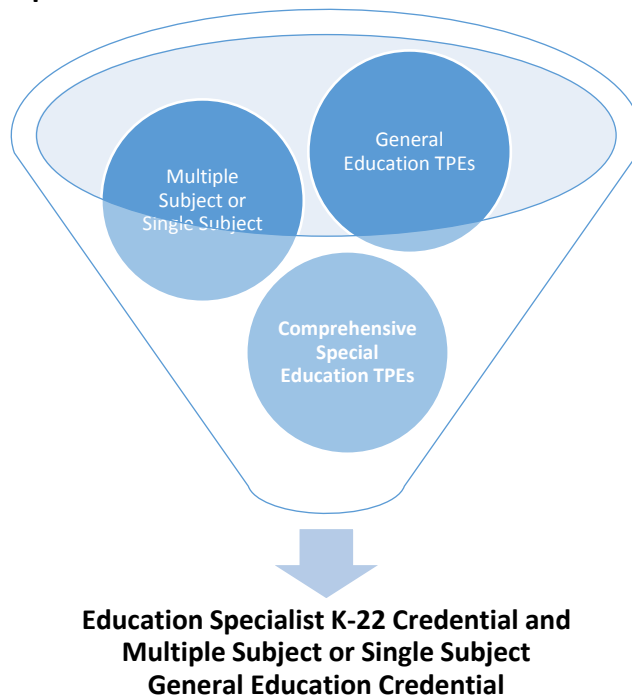 General
Education TPEs
Multiple
Subject or
Single Subject
Comprehensive
Special
Education TPEs
Education Specialist K-22 Credential and
Multiple Subject or Single Subject
General Education Credential